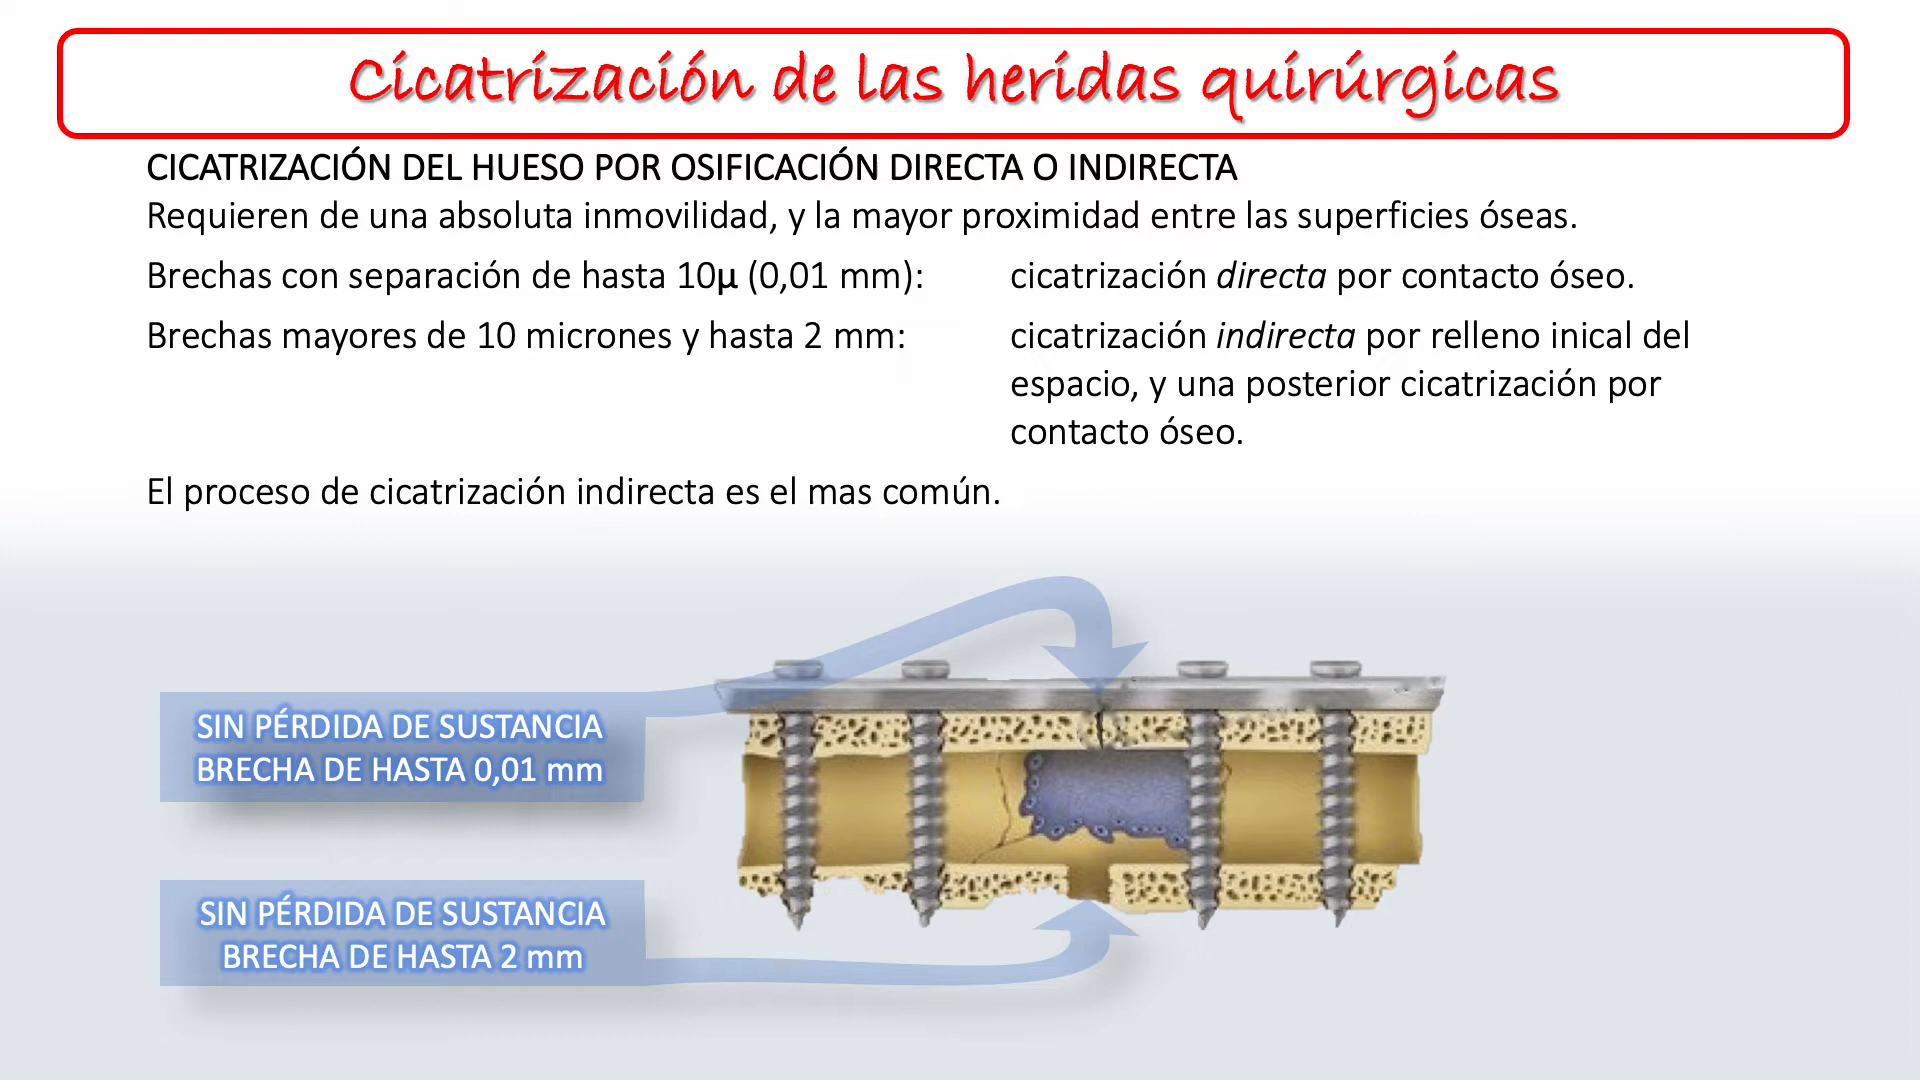 Cicatrización de las heridas quirúrgicas
CICATRIZACIÓN DEL HUESO POR OSIFICACIÓN DIRECTA O INDIRECTA
Requieren de una absoluta inmovilidad, y la mayor proximidad entre las superficies óseas.
Brechas con separación de hasta 10µ (0,01 mm): cicatrización directa por contacto óseo.
Brechas mayores de 10 micrones y hasta 2 mm: cicatrización indirecta por relleno inical del
espacio, y una posterior cicatrización por
contacto óseo.
El proceso de cicatrización indirecta es el mas común.
SIN PÉRDIDA DE SUSTANCIA
BRECHA DE HASTA 0,01 mm
SIN PÉRDIDA DE SUSTANCIA
BRECHA DE HASTA 2 mm